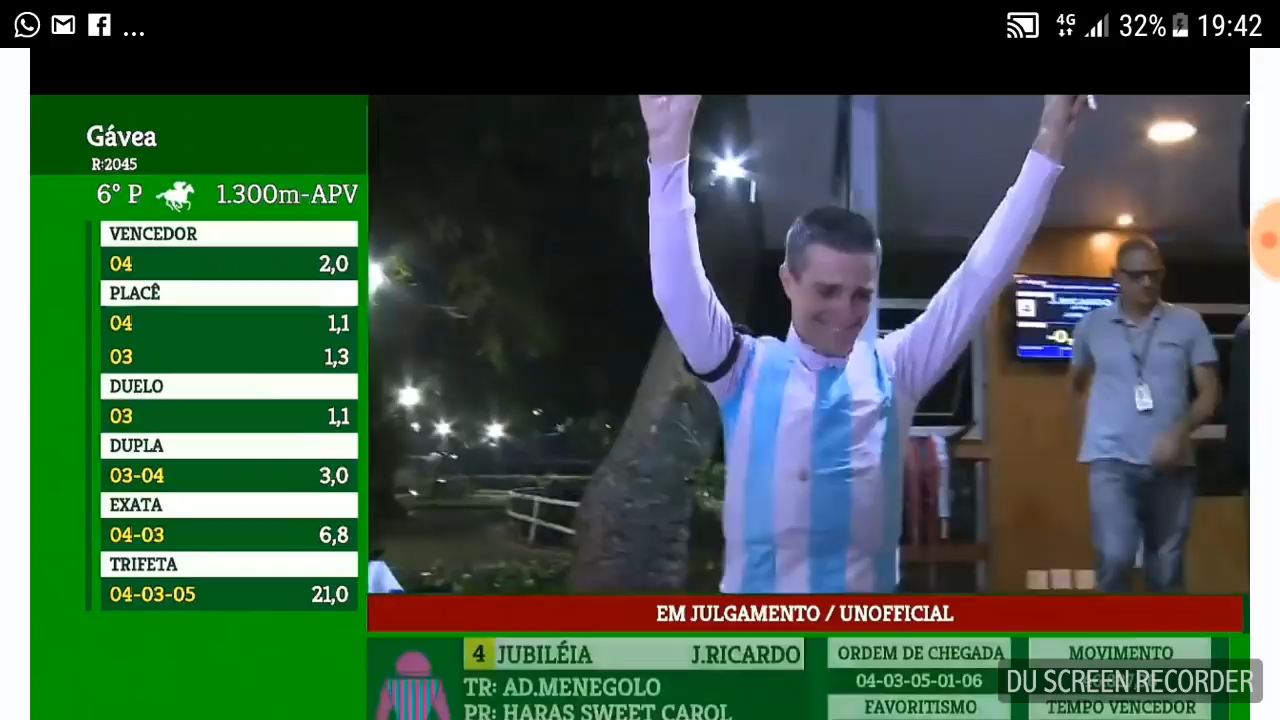 ... 4G 32% 19:42
Gávea
R:2045
6º P 1.300m-APV
VENCEDOR
04 2,0
PLACÊ
04 1,1
03 1,3
DUELO
03 1,1
DUPLA
03-04 3,0
EXATA
04-03 6,8
TRIFETA
04-03-05 21,0
J.RICARDO
EM JULGAMENTO / UNOFFICIAL
4 JUBILÉIA J.RICARDO
TR: AD.MENEGOLO
PR: HARAS SWEET CAROL
ORDEM DE CHEGADA
04-03-05-01-06
FAVORITISMO
MOVIMENTO
DU SCREEN RECORDER
TEMPO VENCEDOR